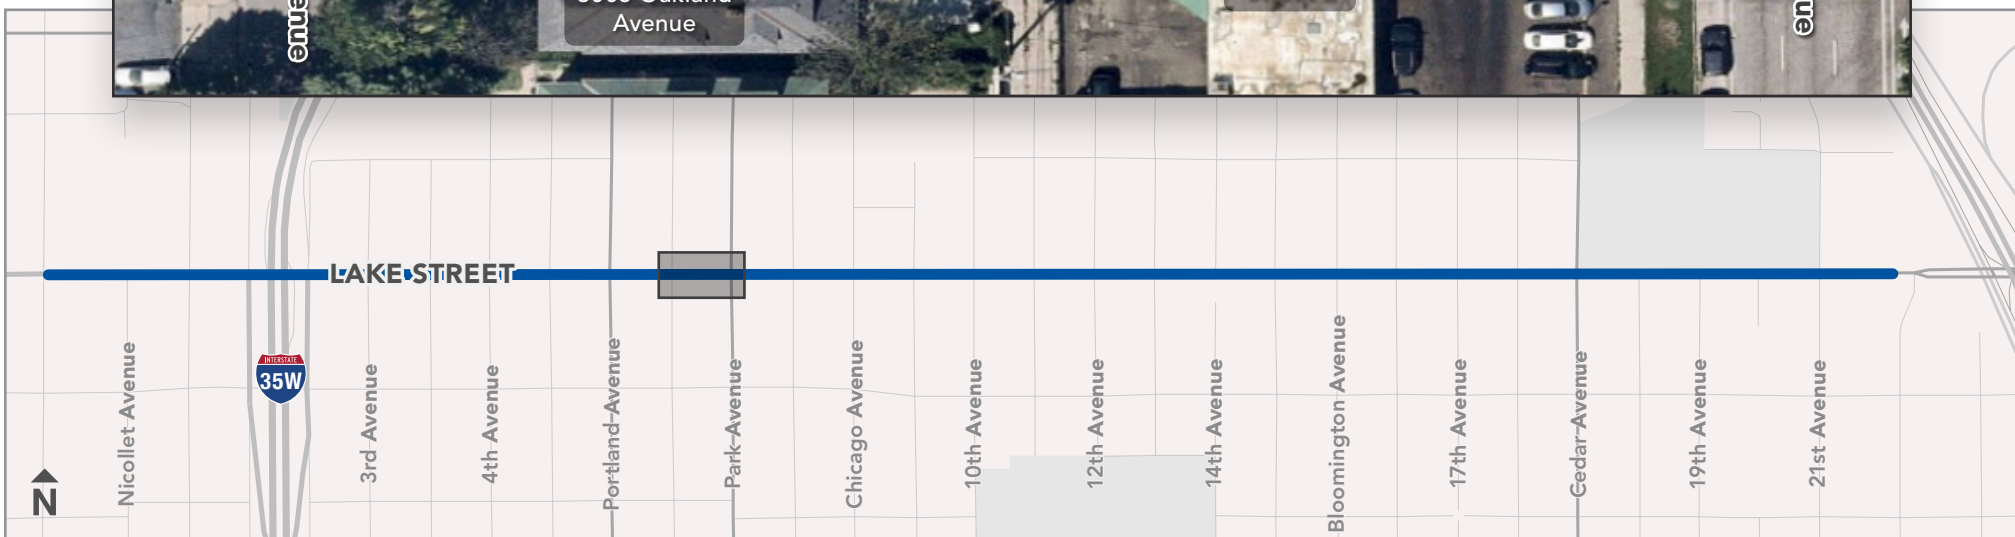 Avenue
LAKE STREET
INTERSTATE
35W
Nicollet Avenue
3rd Avenue
4th Avenue
Portland Avenue
Park Avenue
Chicago Avenue
10th Avenue
12th Avenue
14th Avenue
Bloomington Avenue
17th Avenue
Cedar Avenue
19th Avenue
21st Avenue
N